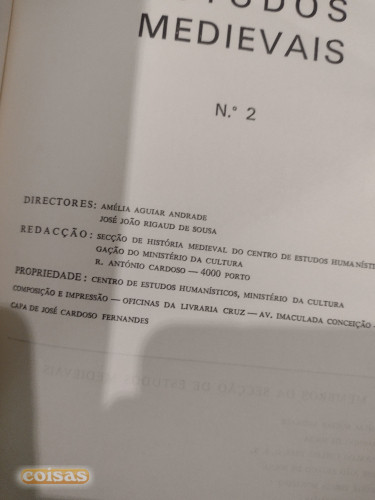 ESTUDOS
MEDIEVAIS
N.º 2
DIRECTORES: AMÉLIA AGUIAR ANDRADE
JOSÉ JOÃO RIGAUD DE SOUSA
REDACÇÃO: SECÇÃO DE HISTÓRIA MEDIEVAL DO CENTRO DE ESTUDOS HUMANÍST
GAÇÃO DO MINISTÉRIO DA CULTURA
R. ANTÓNIO CARDOSO — 4000 PORTO
PROPRIEDADE: CENTRO DE ESTUDOS HUMANÍSTICOS, MINISTÉRIO DA CULTURA
COMPOSIÇÃO E IMPRESSÃO — OFICINAS DA LIVRARIA CRUZ — AV. IMACULADA CONCEIÇÃO
CAPA DE JOSÉ CARDOSO FERNANDES
coisas